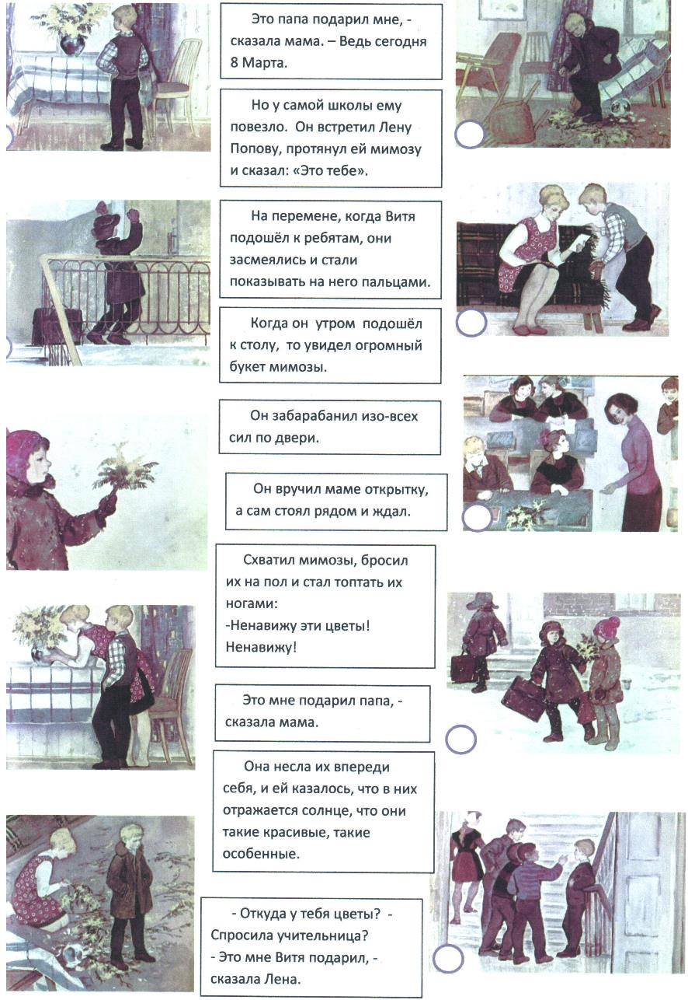 Это папа подарил мне, -
сказала мама. – Ведь сегодня
8 Марта.
Но у самой школы ему
повезло. Он встретил Лену
Попову, протянул ей мимозу
и сказал: «Это тебе».
На перемене, когда Витя
подошёл к ребятам, они
засмеялись и стали
показывать на него пальцами.
Когда он утром подошёл
к столу, то увидел огромный
букет мимозы.
Он забарабанил изо-всех
сил по двери.
Он вручил маме открытку,
а сам стоял рядом и ждал.
Схватил мимозы, бросил
их на пол и стал топтать их
ногами:
-Ненавижу эти цветы!
Ненавижу!
Это мне подарил папа, -
сказала мама.
Она несла их впереди
себя, и ей казалось, что в них
отражается солнце, что они
такие красивые, такие
особенные.
- Откуда у тебя цветы? -
Спросила учительница?
- Это мне Витя подарил, -
сказала Лена.